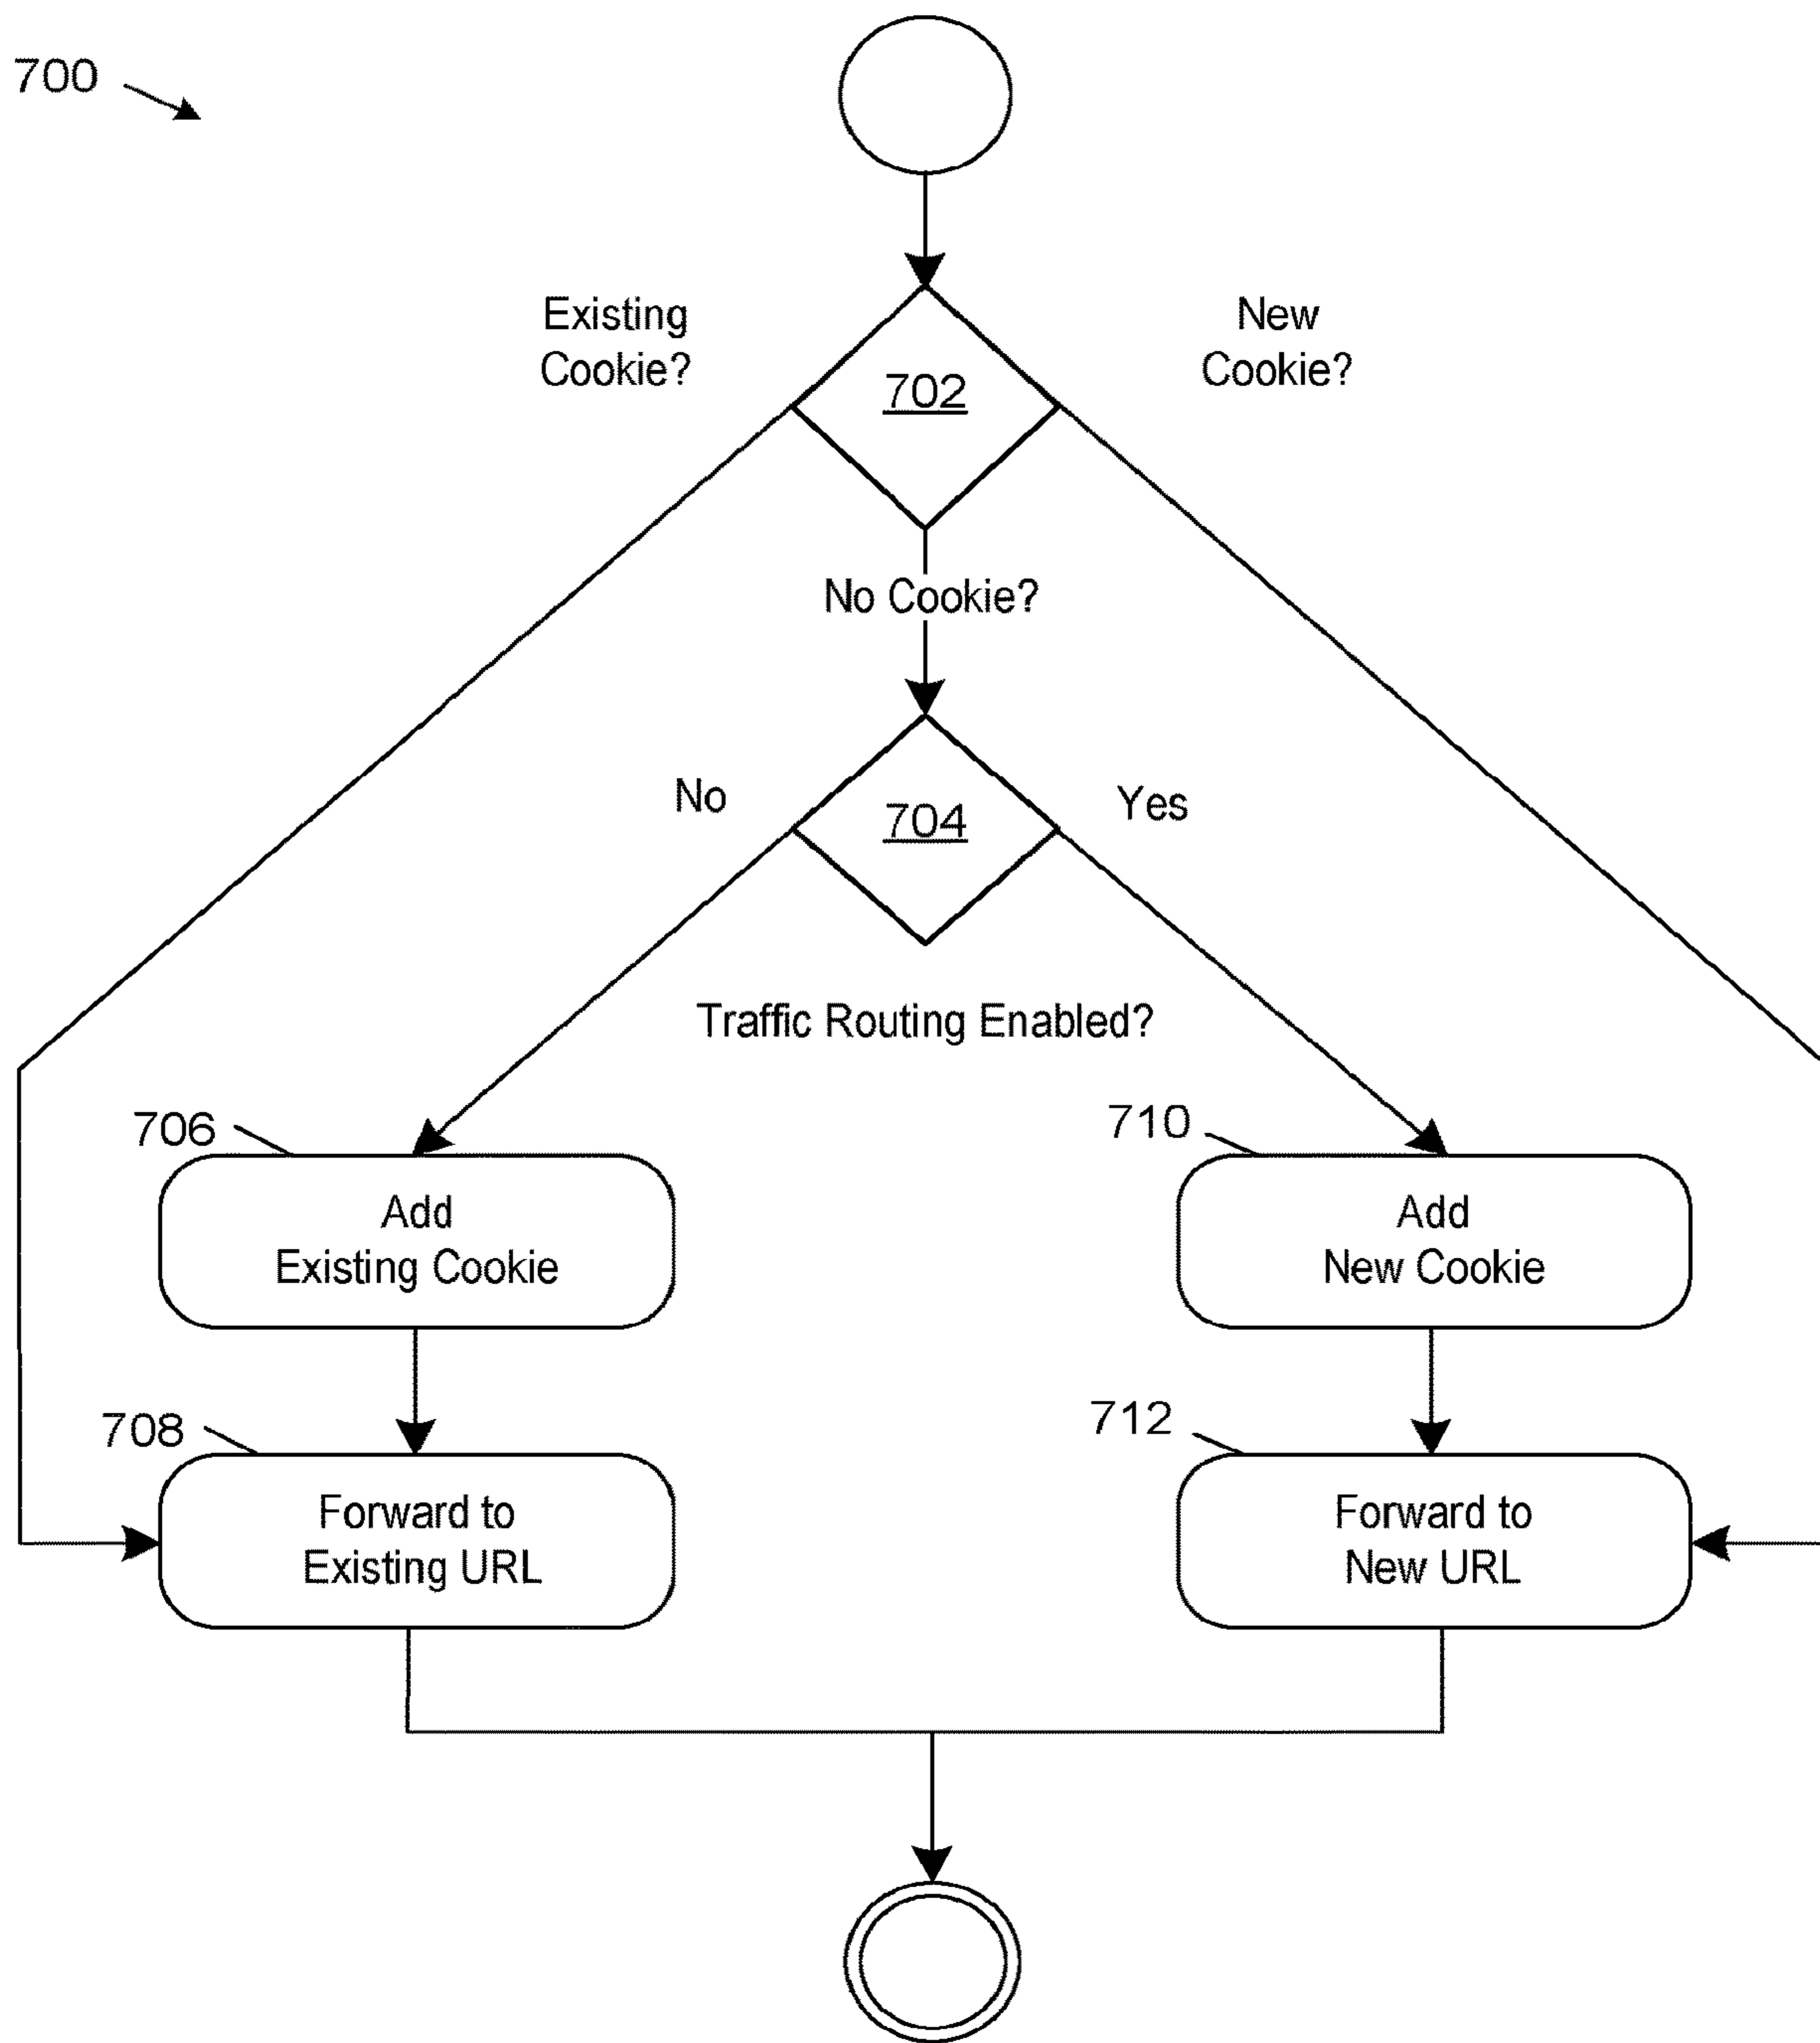 700
Existing
Cookie?
New
Cookie?
702
No Cookie?
No
704
Yes
Traffic Routing Enabled?
706
710
Add
Existing Cookie
Add
New Cookie
708
712
Forward to
Existing URL
Forward to
New URL